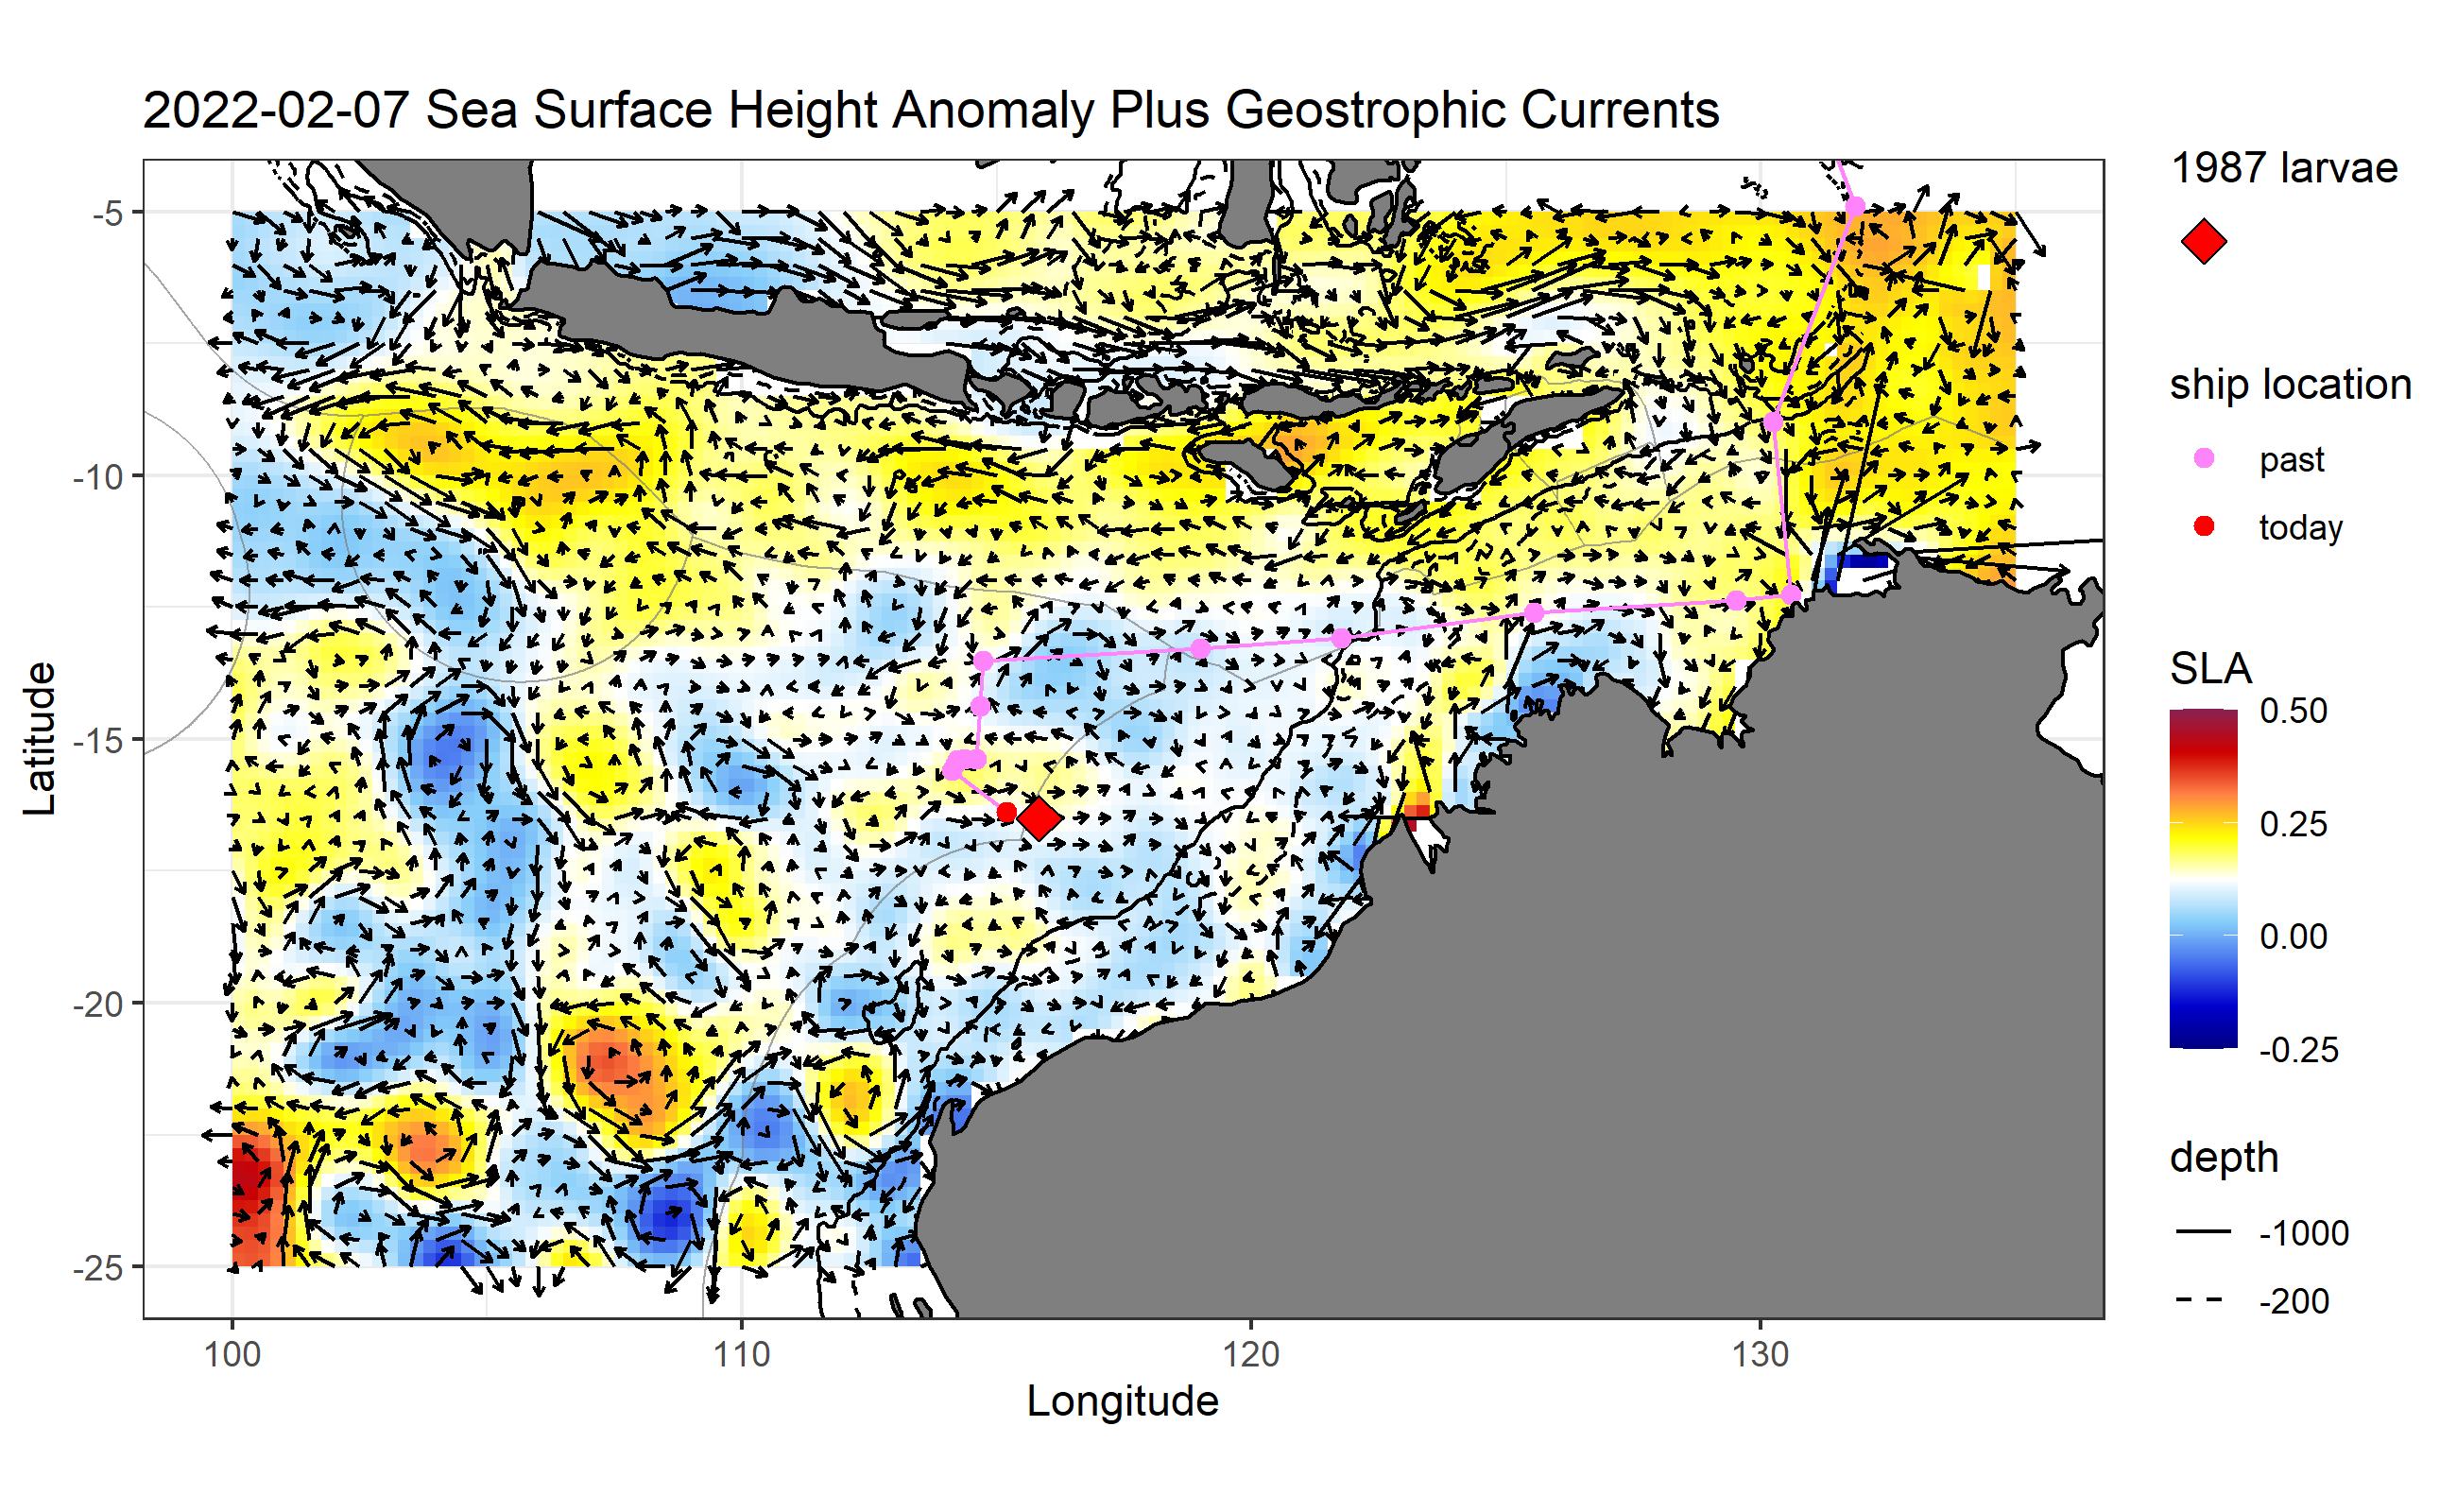 2022-02-07 Sea Surface Height Anomaly Plus Geostrophic Currents
-5
-10
-15
-20
-25
Latitude
100
110
120
130
Longitude
1987 larvae
ship location
past
today
SLA
0.50
0.25
0.00
-0.25
depth
-1000
-200